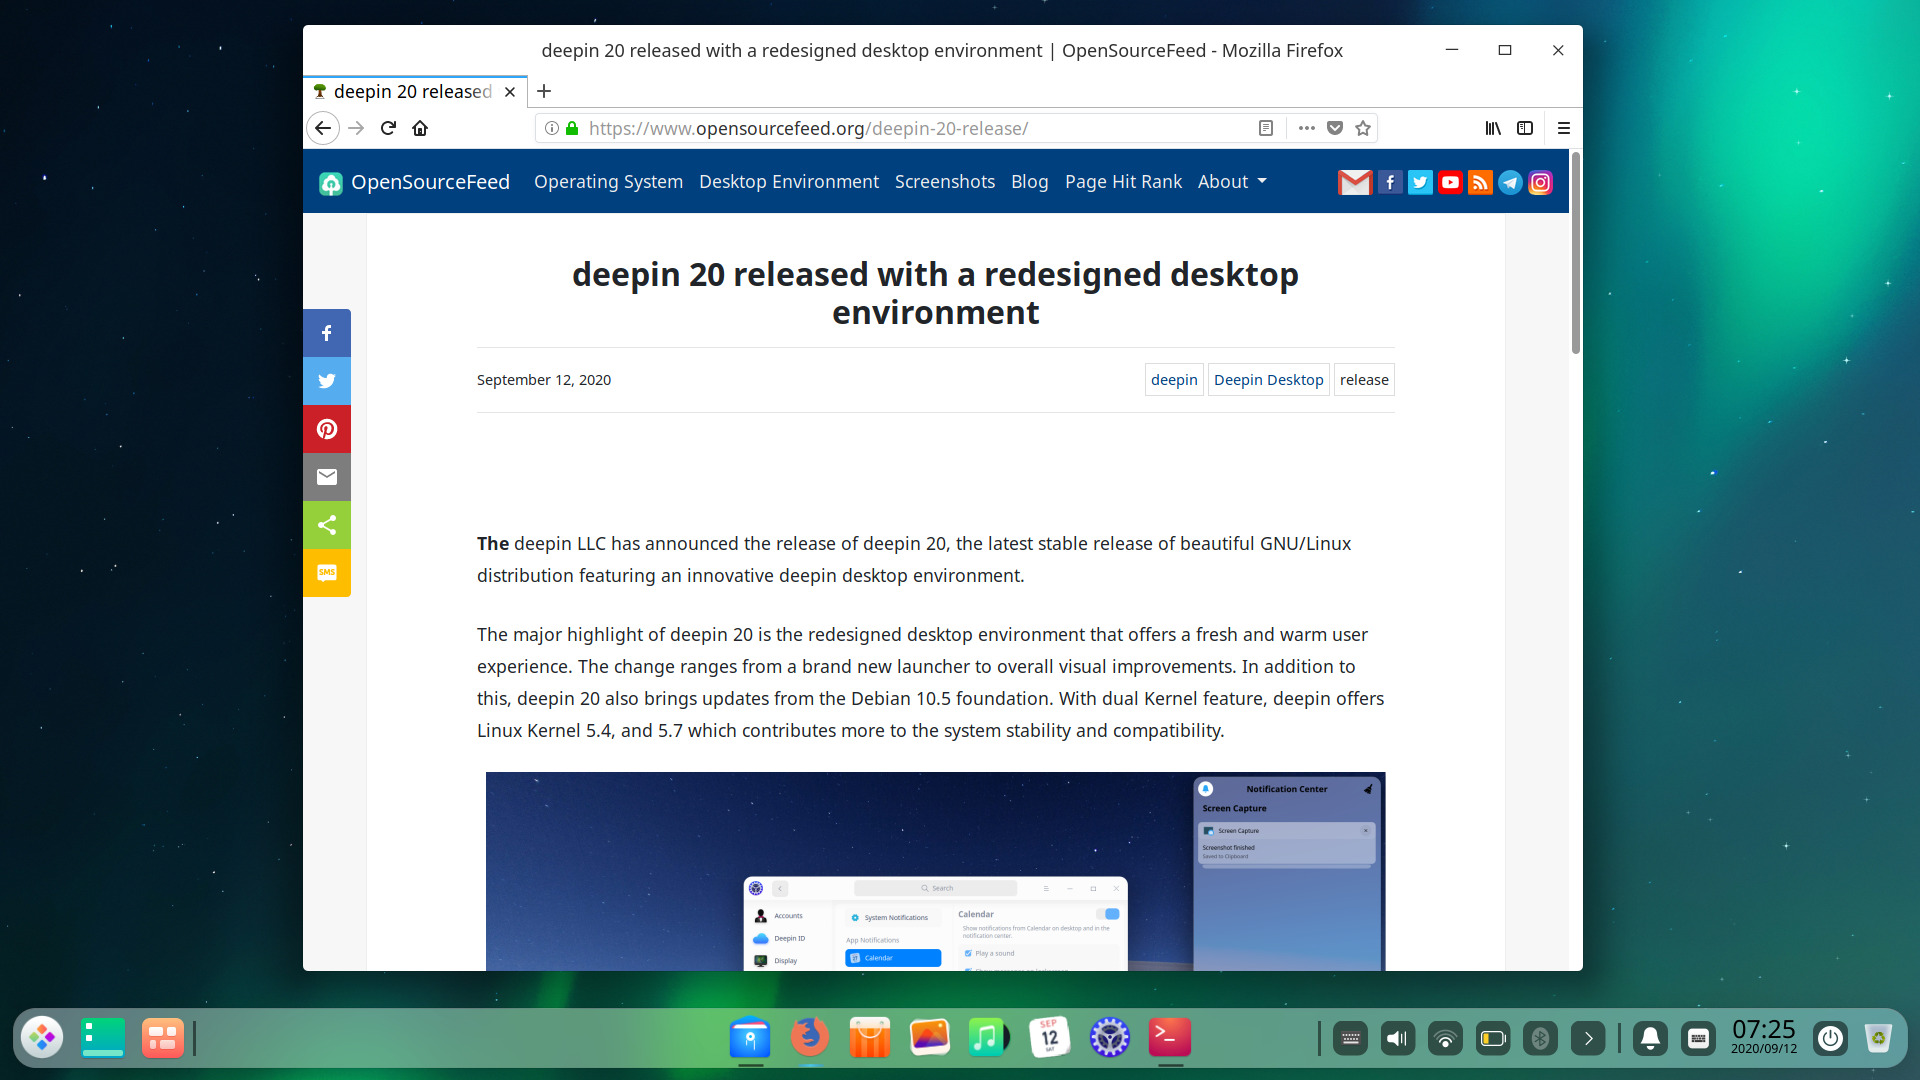 deepin 20 released with a redesigned desktop environment | OpenSourceFeed - Mozilla Firefox
deepin 20 released
https://www.opensourcefeed.org/deepin-20-release/
OpenSourceFeed Operating System Desktop Environment Screenshots Blog Page Hit Rank About
deepin 20 released with a redesigned desktop
environment
September 12, 2020 deepin Deepin Desktop release
SMS
The deepin LLC has announced the release of deepin 20, the latest stable release of beautiful GNU/Linux
distribution featuring an innovative deepin desktop environment.
The major highlight of deepin 20 is the redesigned desktop environment that offers a fresh and warm user
experience. The change ranges from a brand new launcher to overall visual improvements. In addition to
this, deepin 20 also brings updates from the Debian 10.5 foundation. With dual Kernel feature, deepin offers
Linux Kernel 5.4, and 5.7 which contributes more to the system stability and compatibility.
Notification Center
Screen Capture
Screen Capture
Screenshot finished
Saved to Clipboard
Search
Accounts
Deepin ID
Display
System Notifications
App Notifications
Calendar
Calendar
Show notifications from Calendar on desktop and in the
notification center.
Play a sound
SEP
12
SAT
07:25
2020/09/12